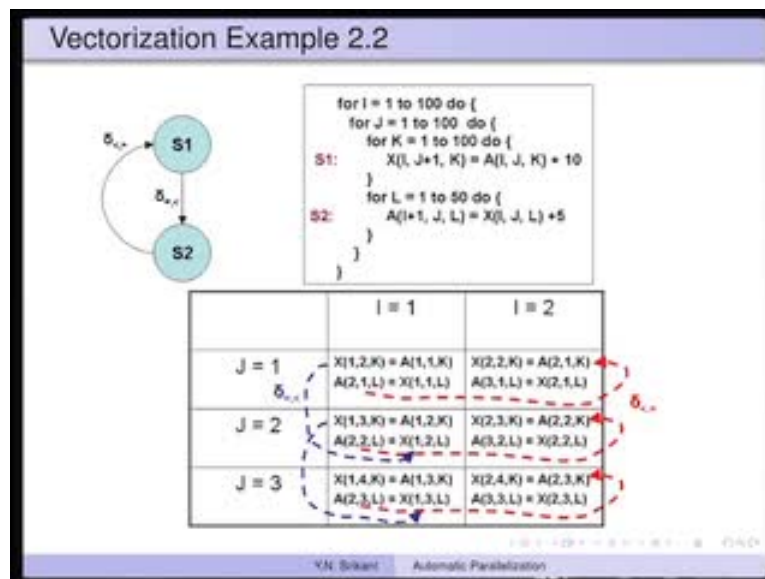 Vectorization Example 2.2
for I = 1 to 100 do {
for J = 1 to 100 do {
for K = 1 to 100 do {
S1: X(I, J+1, K) = A(I, J, K) + 10
}
for L = 1 to 50 do {
S2: A(I+1, J, L) = X(I, J, L) +5
}
}
}
δ<,=
S1
δ=,<
S2
I = 1 I = 2
J = 1 X(1,2,K) = A(1,1,K) X(2,2,K) = A(2,1,K)
A(2,1,L) = X(1,1,L) A(3,1,L) = X(2,1,L)
δ=,<
δ<,=
J = 2 X(1,3,K) = A(1,2,K) X(2,3,K) = A(2,2,K)
A(2,2,L) = X(1,2,L) A(3,2,L) = X(2,2,L)
J = 3 X(1,4,K) = A(1,3,K) X(2,4,K) = A(2,3,K)
A(2,3,L) = X(1,3,L) A(3,3,L) = X(2,3,L)
Y.N. Srikant Automatic Parallelization